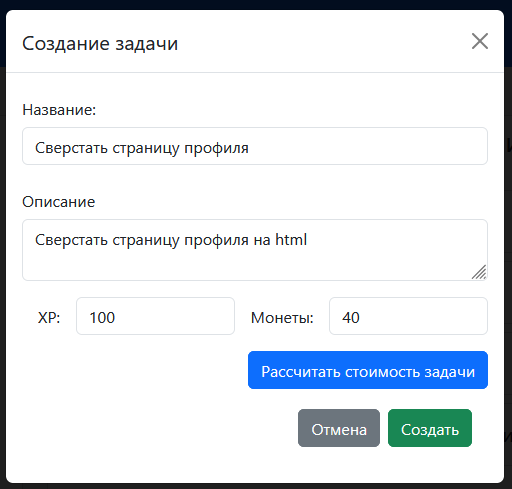 Создание задачи
Название:
Сверстать страницу профиля
Описание
Сверстать страницу профиля на html
XP: 100 Монеты: 40
Рассчитать стоимость задачи
Отмена Создать